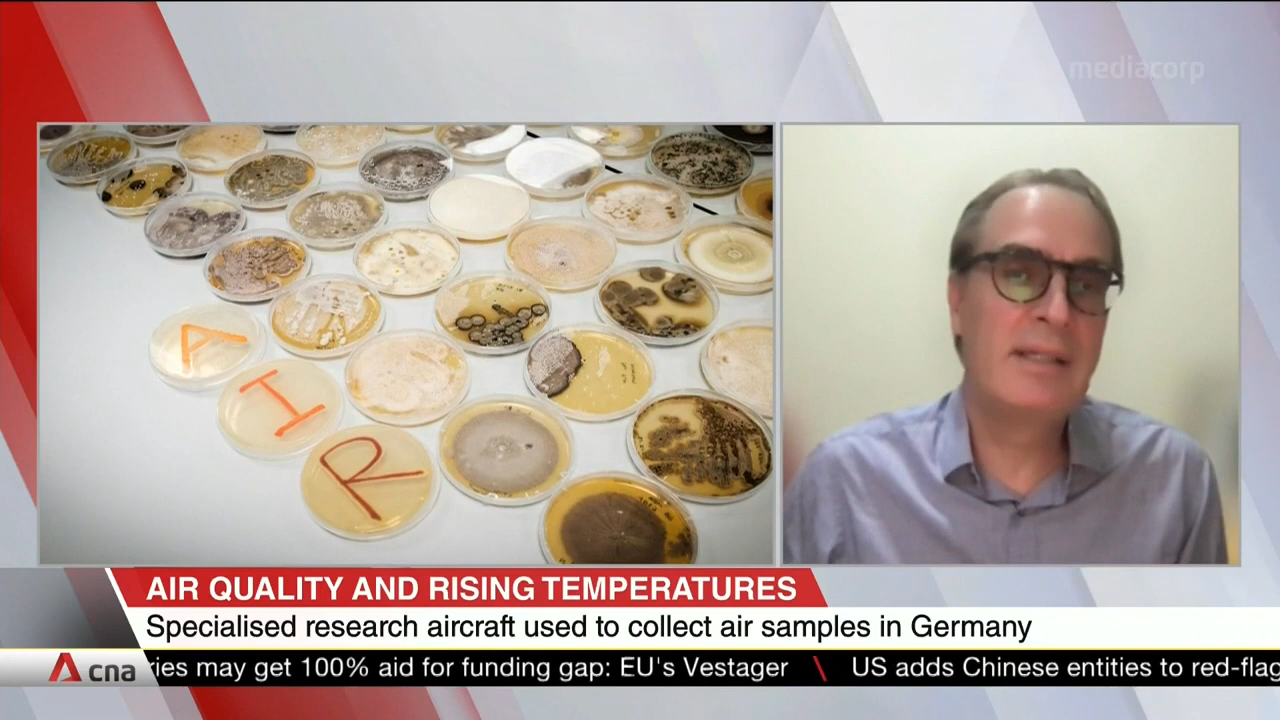 mediacorp
A
I
R
AIR QUALITY AND RISING TEMPERATURES
Specialised research aircraft used to collect air samples in Germany
cna
ries may get 100% aid for funding gap: EU's Vestager \ US adds Chinese entities to red-flag